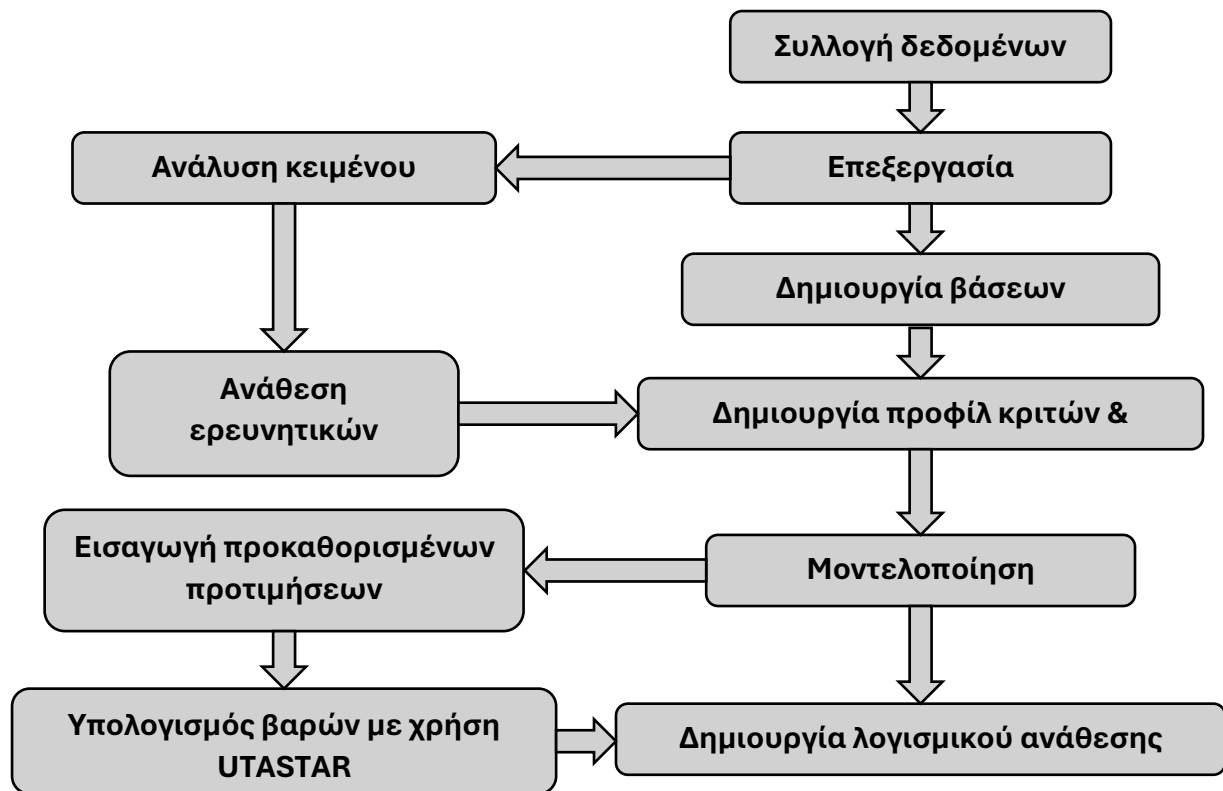 Συλλογή δεδομένων
Ανάλυση κειμένου
Επεξεργασία
Δημιουργία βάσεων
Ανάθεση
ερευνητικών
Δημιουργία προφίλ κριτών &
Εισαγωγή προκαθορισμένων
προτιμήσεων
Μοντελοποίηση
Υπολογισμός βαρών με χρήση
UTASTAR
Δημιουργία λογισμικού ανάθεσης